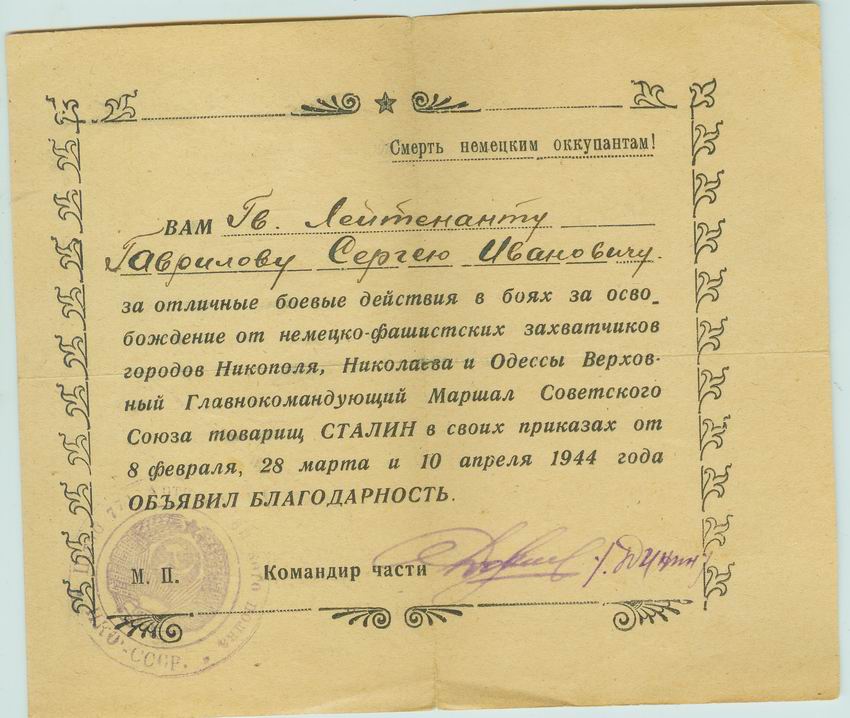 Смерть немецким оккупантам!
ВАМ Гв. Лейтенанту
Гаврилову Сергею Ивановичу.
за отличные боевые действия в боях за осво-
бождение от немецко-фашистских захватчиков
городов Никополя, Николаева и Одессы Верхов-
ный Главнокомандующий Маршал Советского
Союза товарищ СТАЛИН в своих приказах от
8 февраля, 28 марта и 10 апреля 1944 года
ОБЪЯВИЛ БЛАГОДАРНОСТЬ.
М. П. Командир части
СССР.